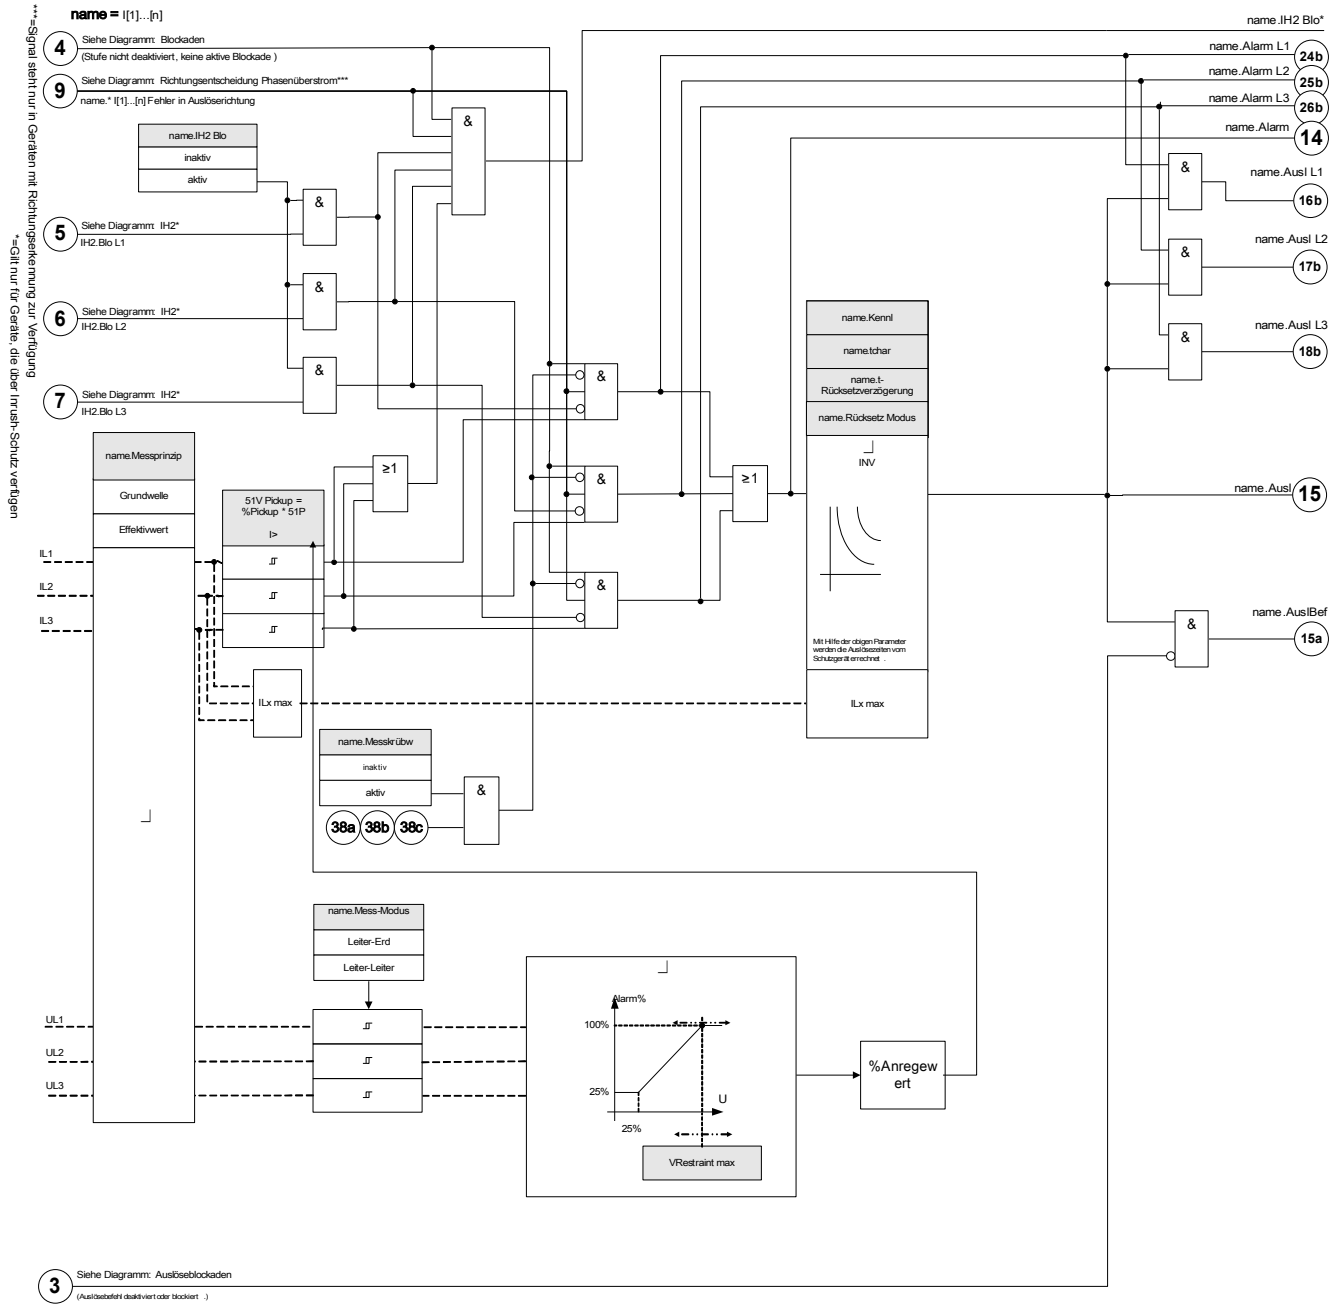 name = I[1]...[n]
***=Signal steht nur in Geräten mit Richtungserkennung zur Verfügung
*=Gilt nur für Geräte, die über Inrush-Schutz verfügen
4
Siehe Diagramm: Blockaden
(Stufe nicht deaktiviert, keine aktive Blockade )
9
Siehe Diagramm: Richtungsentscheidung Phasenüberstrom***
name.* I[1]...[n] Fehler in Auslöserichtung
name.IH2 Blo
inaktiv
aktiv
5
Siehe Diagramm: IH2*
IH2.Blo L1
6
Siehe Diagramm: IH2*
IH2.Blo L2
7
Siehe Diagramm: IH2*
IH2.Blo L3
&
&
&
&
name.IH2 Blo*
name.Alarm L1
24b
name.Alarm L2
25b
name.Alarm L3
26b
name.Alarm
14
&
name.Ausl L1
16b
&
name.Ausl L2
17b
&
name.Ausl L3
18b
name.Kennl
name.tchar
name.t-
Rücksetzverzögerung
name.Rücksetz Modus
INV
Mit Hilfe der obigen Parameter
werden die Auslösezeiten vom
Schutzgerät errechnet .
ILx max
&
&
&
≥1
≥1
name.Messprinzip
Grundwelle
Effektivwert
51V Pickup =
%Pickup * 51P
I>
IL1
IL2
IL3
ILx max
name.Ausl
15
&
name.AuslBef
15a
name.Messkrübw
inaktiv
aktiv
&
38a
38b
38c
name.Mess-Modus
Leiter-Erd
Leiter-Leiter
UL1
UL2
UL3
Alarm%
100%
25%
U
25%
VRestraint max
%Anregew
ert
3
Siehe Diagramm: Auslöseblockaden
(Auslösebefehl deaktiviert oder blockiert .)